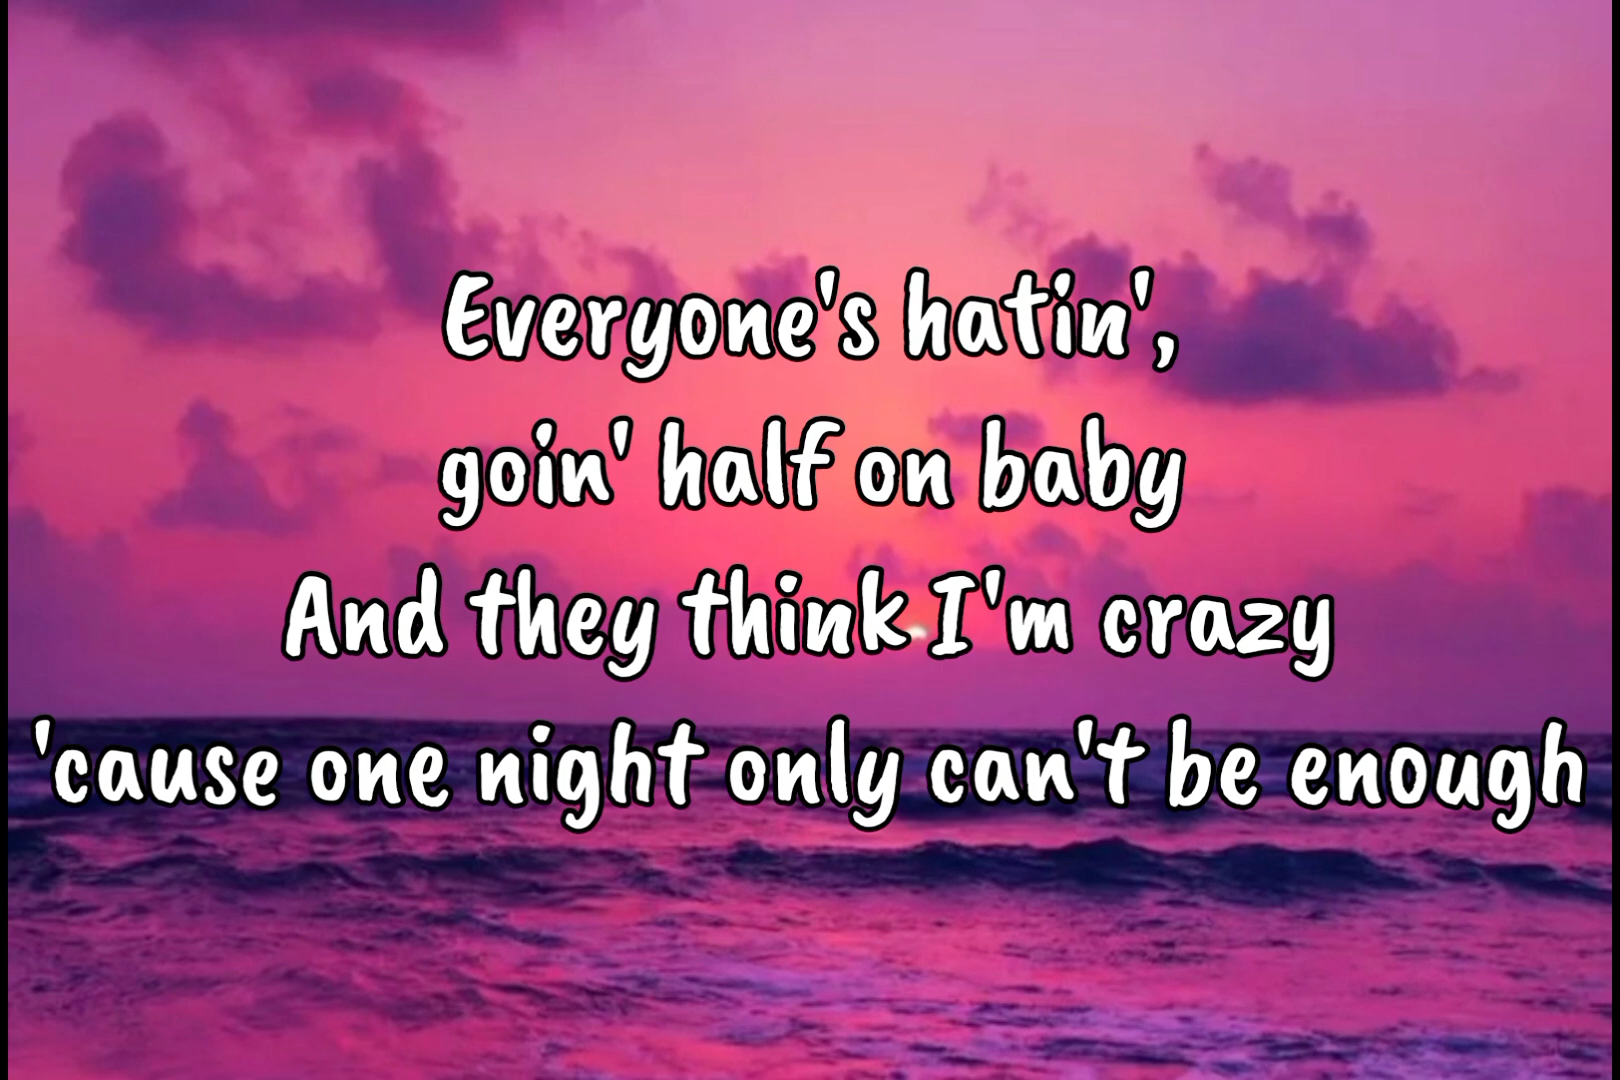 Everyone's hatin',
goin' half on baby
And they think I'm crazy
'cause one night only can't be enough